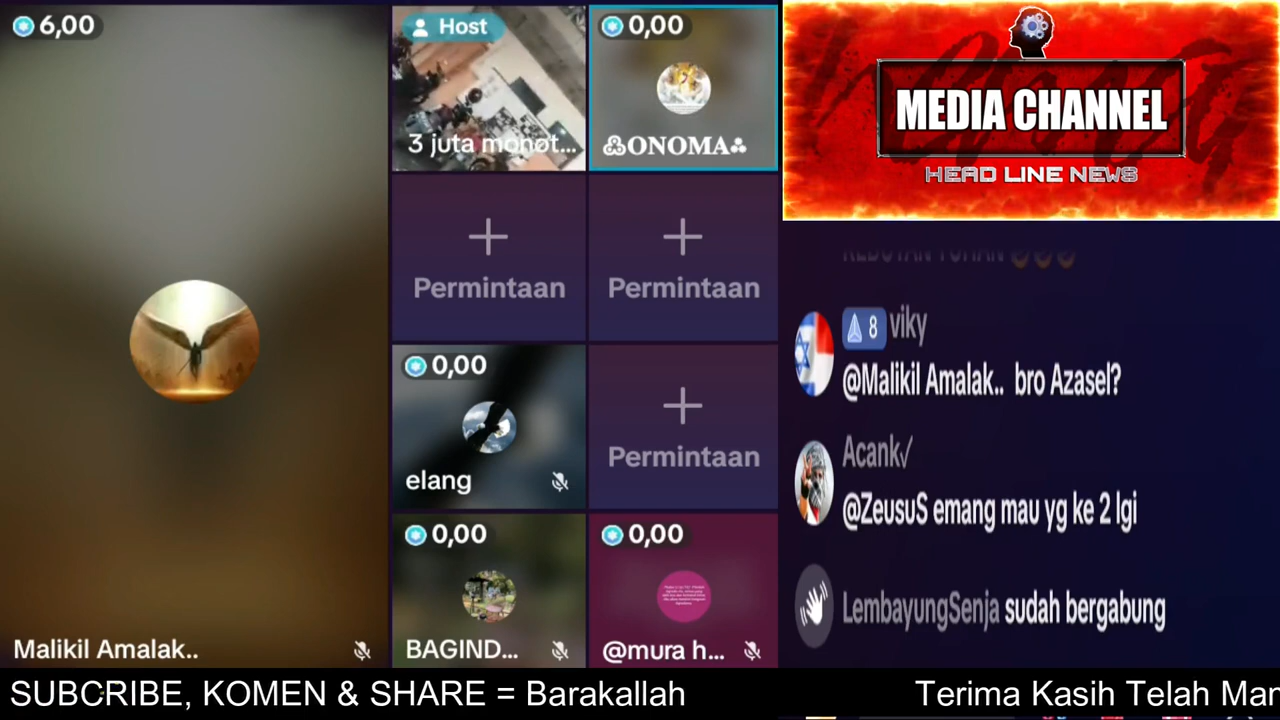 6,00
Malikil Amalak..
Host
3 juta monot...
0,00
ONOMA
Permintaan
Permintaan
0,00
elang
Permintaan
0,00
BAGIND...
0,00
@mura h...
MEDIA CHANNEL
HEAD LINE NEWS
8 viky
@Malikil Amalak.. bro Azasel?
Acank√
@ZeusuS emang mau yg ke 2 lgi
LembayungSenja sudah bergabung
SUBCRIBE, KOMEN & SHARE = Barakallah
Terima Kasih Telah Mam